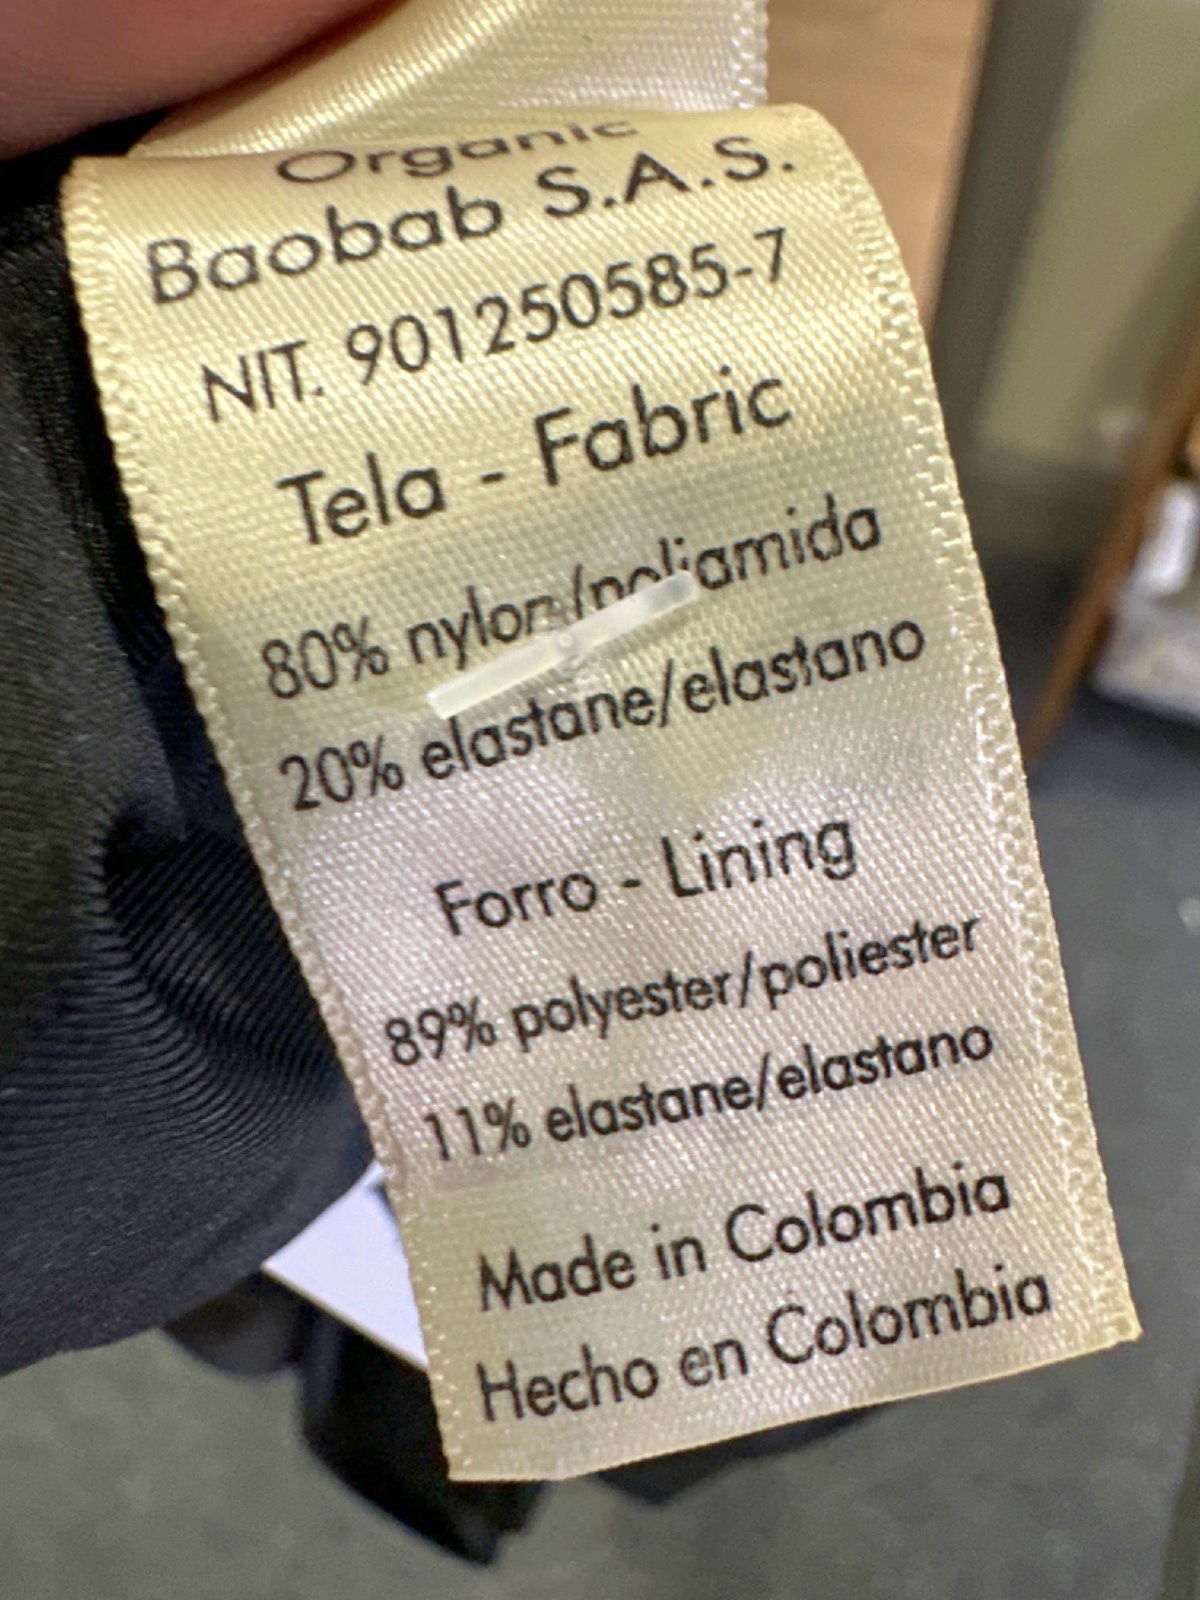 Organic
Baobab S.A.S.
NIT. 901250585-7
Tela - Fabric
80% nylon/poliamida
20% elastane/elastano
Forro - Lining
89% polyester/poliester
11% elastane/elastano
Made in Colombia
Hecho en Colombia